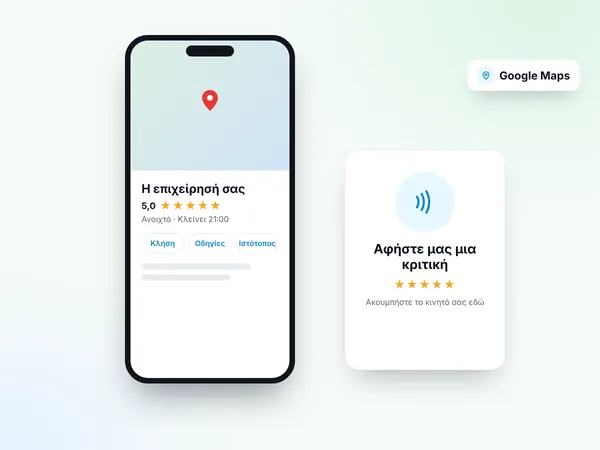 Google Maps
Η επιχείρησή σας
5,0 ★★★★★
Ανοιχτό · Κλείνει 21:00
Κλήση
Οδηγίες
Ιστότοπος
Αφήστε μας μια
κριτική
★★★★★
Ακουμπήστε το κινητό σας εδώ